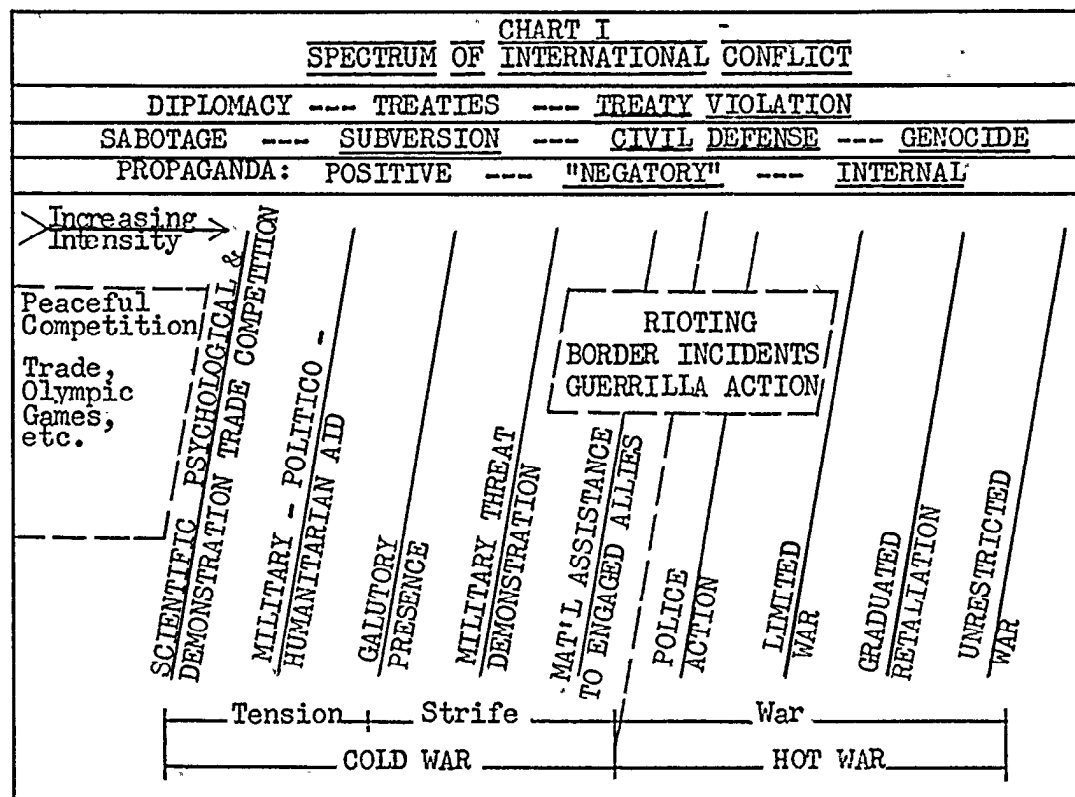 CHART I
SPECTRUM OF INTERNATIONAL CONFLICT
DIPLOMACY --- TREATIES --- TREATY VIOLATION
SABOTAGE --- SUBVERSION --- CIVIL DEFENSE --- GENOCIDE
PROPAGANDA: POSITIVE --- "NEGATORY" --- INTERNAL
Increasing
Intensity
Peaceful
Competition
Trade,
Olympic
Games,
etc.
SCIENTIFIC PSYCHOLOGICAL &
DEMONSTRATION TRADE COMPETITION
MILITARY - POLITICO -
HUMANITARIAN AID
GALUTORY
PRESENCE
MILITARY THREAT
DEMONSTRATION
RIOTING
BORDER INCIDENTS
GUERRILLA ACTION
MAT'L ASSISTANCE
TO ENGAGED ALLIES
POLICE
ACTION
LIMITED
WAR
GRADUATED
RETALIATION
UNRESTRICTED
WAR
Tension Strife War
COLD WAR HOT WAR